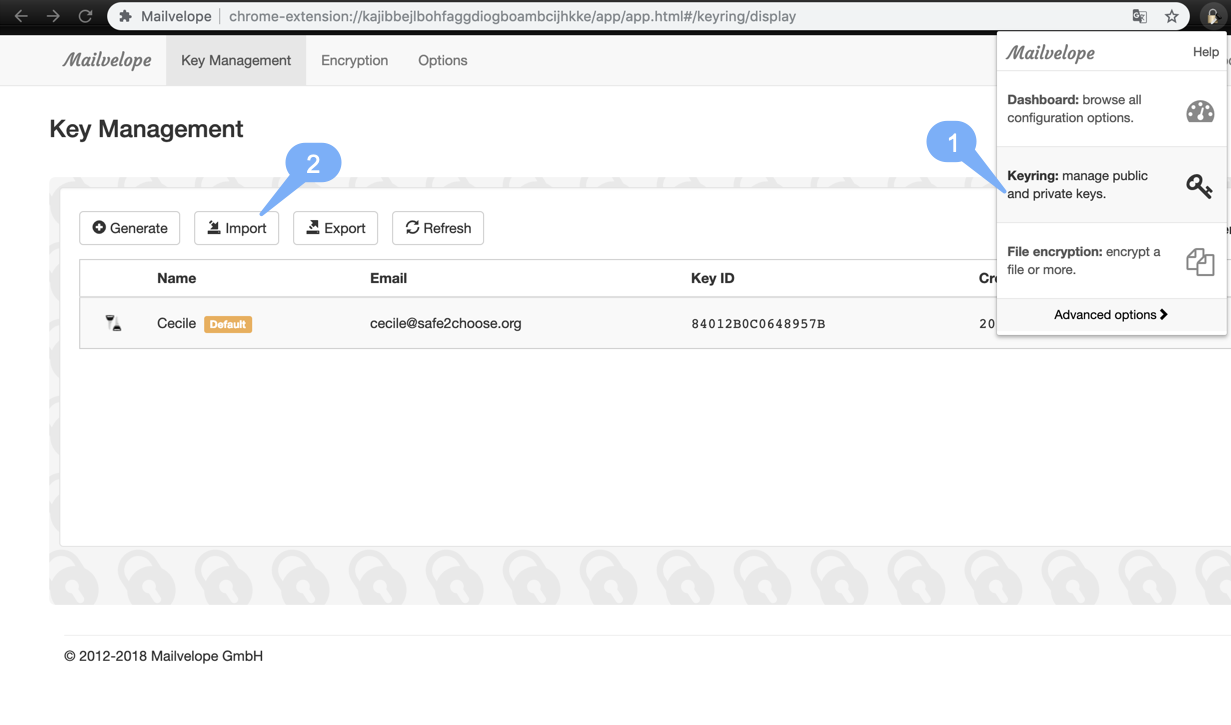 Mailvelope
chrome-extension://kajibbejlbohfaggdiogboambcijhkke/app/app.html#/keyring/display
Mailvelope
Key Management
Encryption
Options
Mailvelope
Help
Dashboard: browse all
configuration options.
1
Keyring: manage public
and private keys.
File encryption: encrypt a
file or more.
Advanced options
Key Management
2
Generate
Import
Export
Refresh
Name
Email
Key ID
Cecile
Default
cecile@safe2choose.org
84012B0C0648957B
© 2012-2018 Mailvelope GmbH